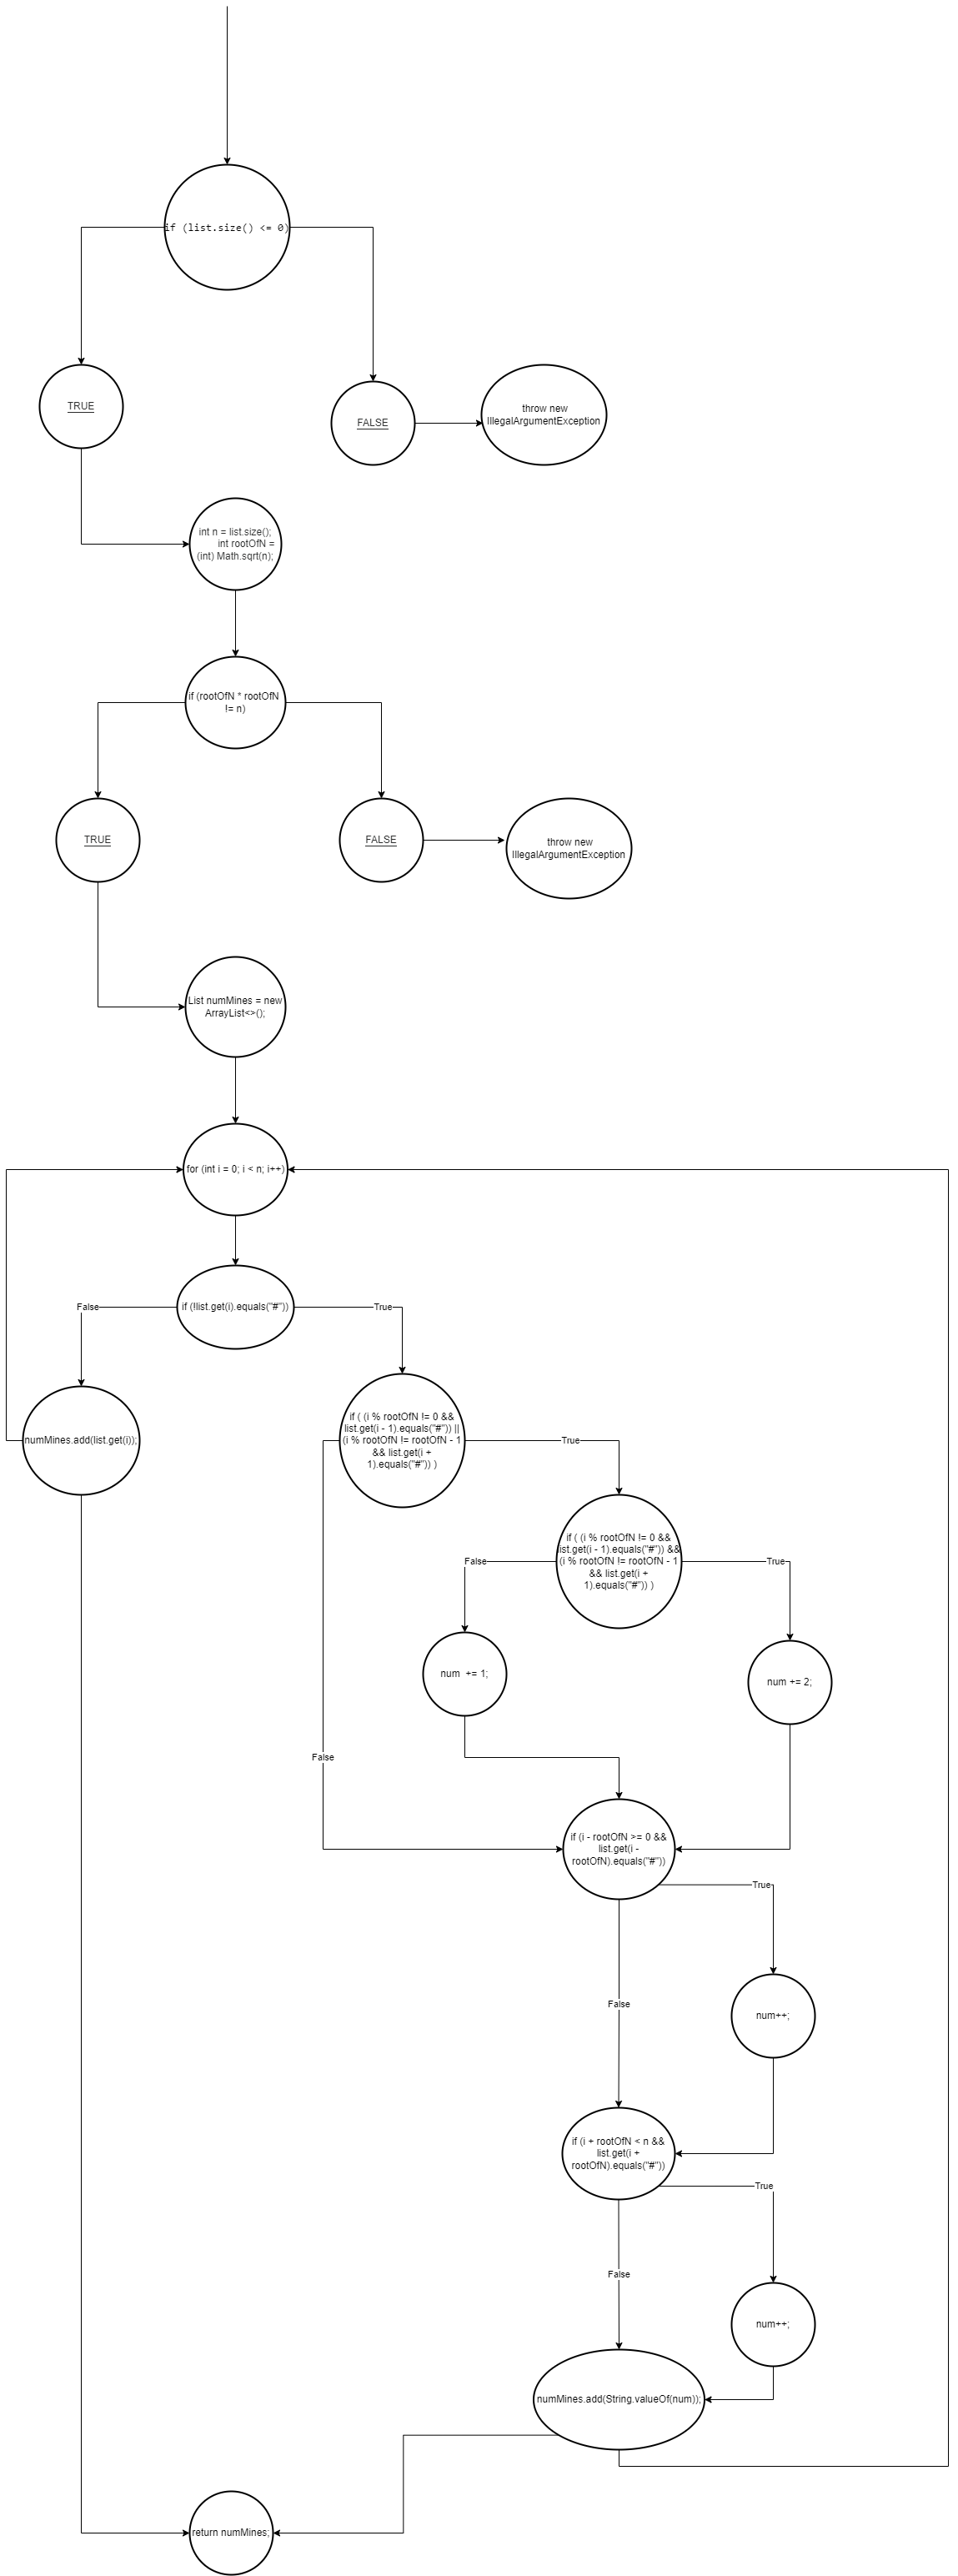 if (list.size() <= 0)
TRUE
FALSE
throw new
IllegalArgumentException
int n = list.size();
int rootOfN =
(int) Math.sqrt(n);
if (rootOfN * rootOfN
!= n)
TRUE
FALSE
throw new
IllegalArgumentException
List numMines = new
ArrayList<>();
for (int i = 0; i < n; i++)
if (!list.get(i).equals("#"))
False
True
numMines.add(list.get(i));
if ( (i % rootOfN != 0 &&
list.get(i - 1).equals("#")) ||
(i % rootOfN != rootOfN - 1
&& list.get(i +
1).equals("#")) )
True
False
if ( (i % rootOfN != 0 &&
list.get(i - 1).equals("#")) &&
(i % rootOfN != rootOfN - 1
&& list.get(i +
1).equals("#")) )
False
True
num  += 1;
num += 2;
if (i - rootOfN >= 0 &&
list.get(i -
rootOfN).equals("#"))
True
False
num++;
if (i + rootOfN < n &&
list.get(i +
rootOfN).equals("#"))
True
False
num++;
numMines.add(String.valueOf(num));
return numMines;